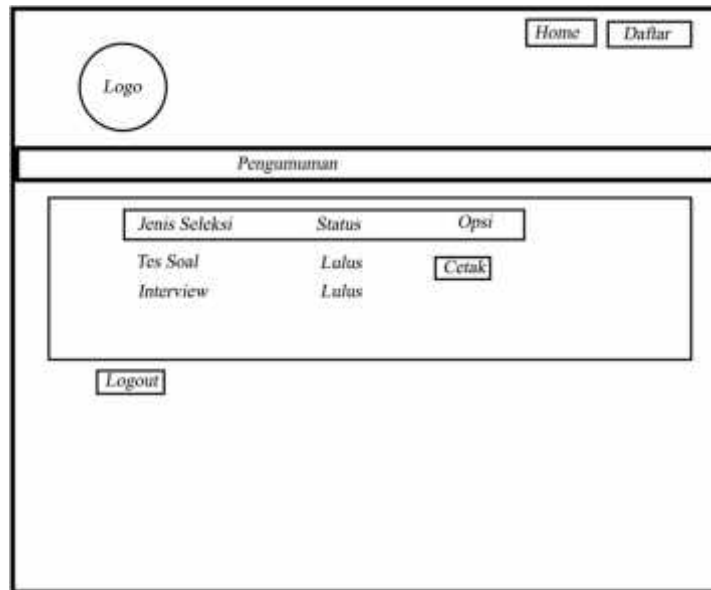 Home Daftar
Logo
Pengumuman
Jenis Seleksi Status Opsi
Tes Soal Lulus Cetak
Interview Lulus
Logout